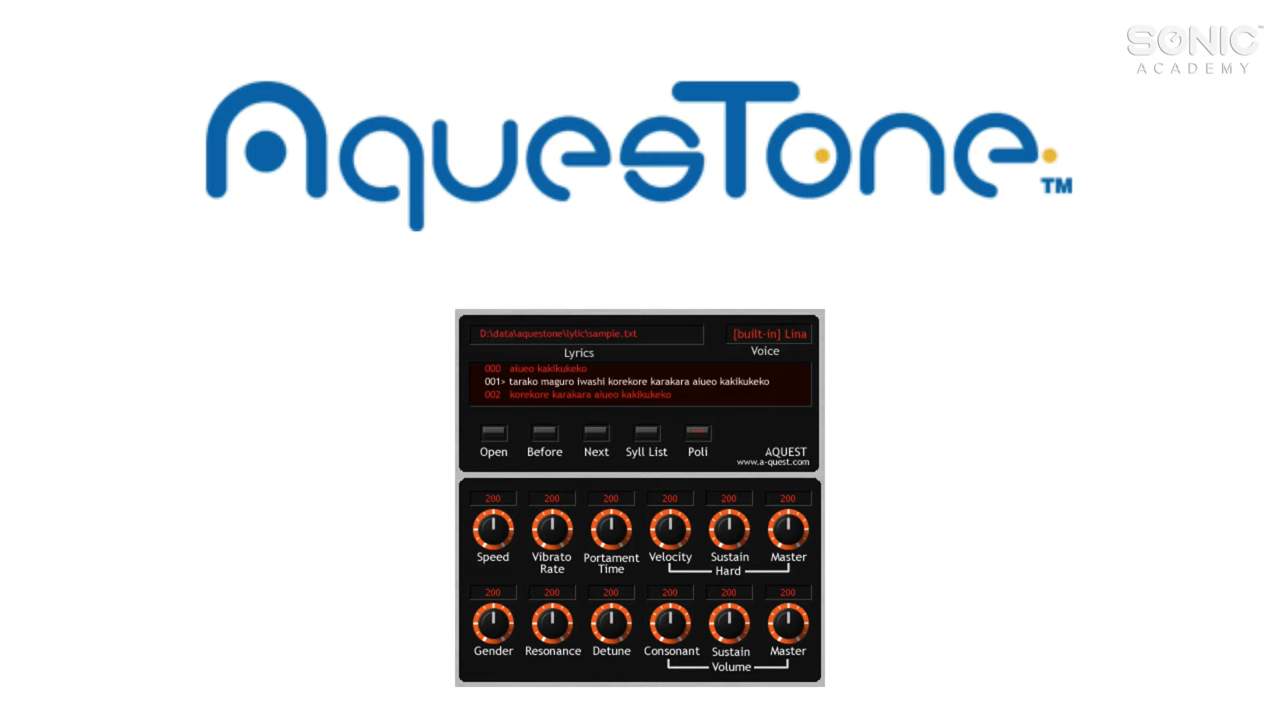 SONIC™
ACADEMY
AquesTone
TM
D:\data\aquestone\lylic\sample.txt
[built-in] Lina
Lyrics
Voice
000 aiueo kakikukeko
001> tarako maguro iwashi korekore karakara aiueo kakikukeko
002 korekore karakara aiueo kakikukeko
Open Before Next Syll List Poli
AQUEST
www.a-quest.com
200 200 200 200 200 200
Speed Vibrato Rate Portament Time Velocity Sustain Master
Hard
200 200 200 200 200 200
Gender Resonance Detune Consonant Sustain Master
Volume